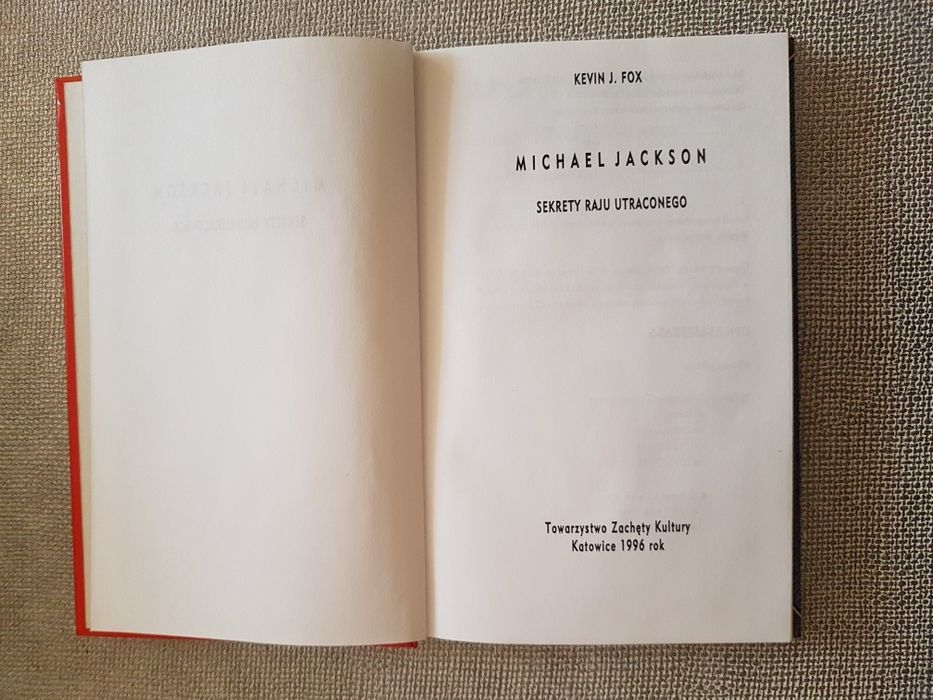 KEVIN J. FOX
MICHAEL JACKSON
SEKRETY RAJU UTRACONEGO
Towarzystwo Zachęty Kultury
Katowice 1996 rok